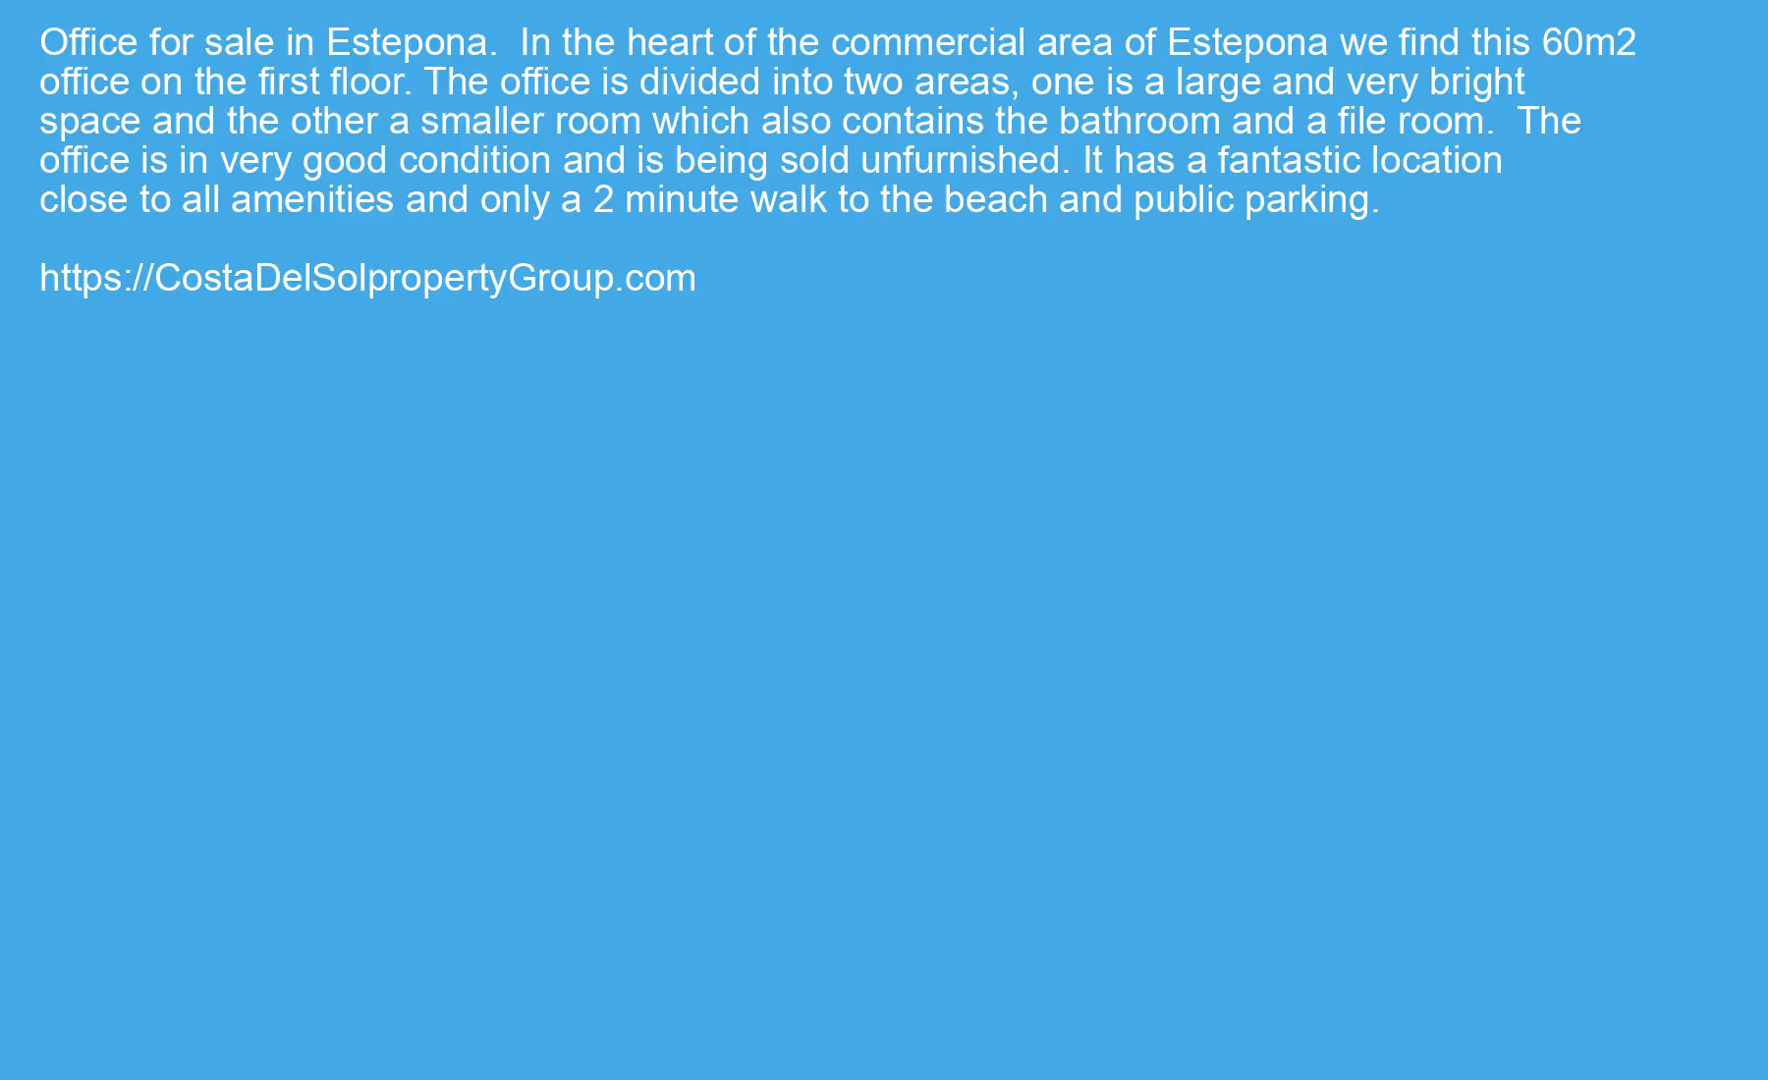 Office for sale in Estepona.  In the heart of the commercial area of Estepona we find this 60m2
office on the first floor. The office is divided into two areas, one is a large and very bright
space and the other a smaller room which also contains the bathroom and a file room.  The
office is in very good condition and is being sold unfurnished. It has a fantastic location
close to all amenities and only a 2 minute walk to the beach and public parking.

https://CostaDelSolpropertyGroup.com